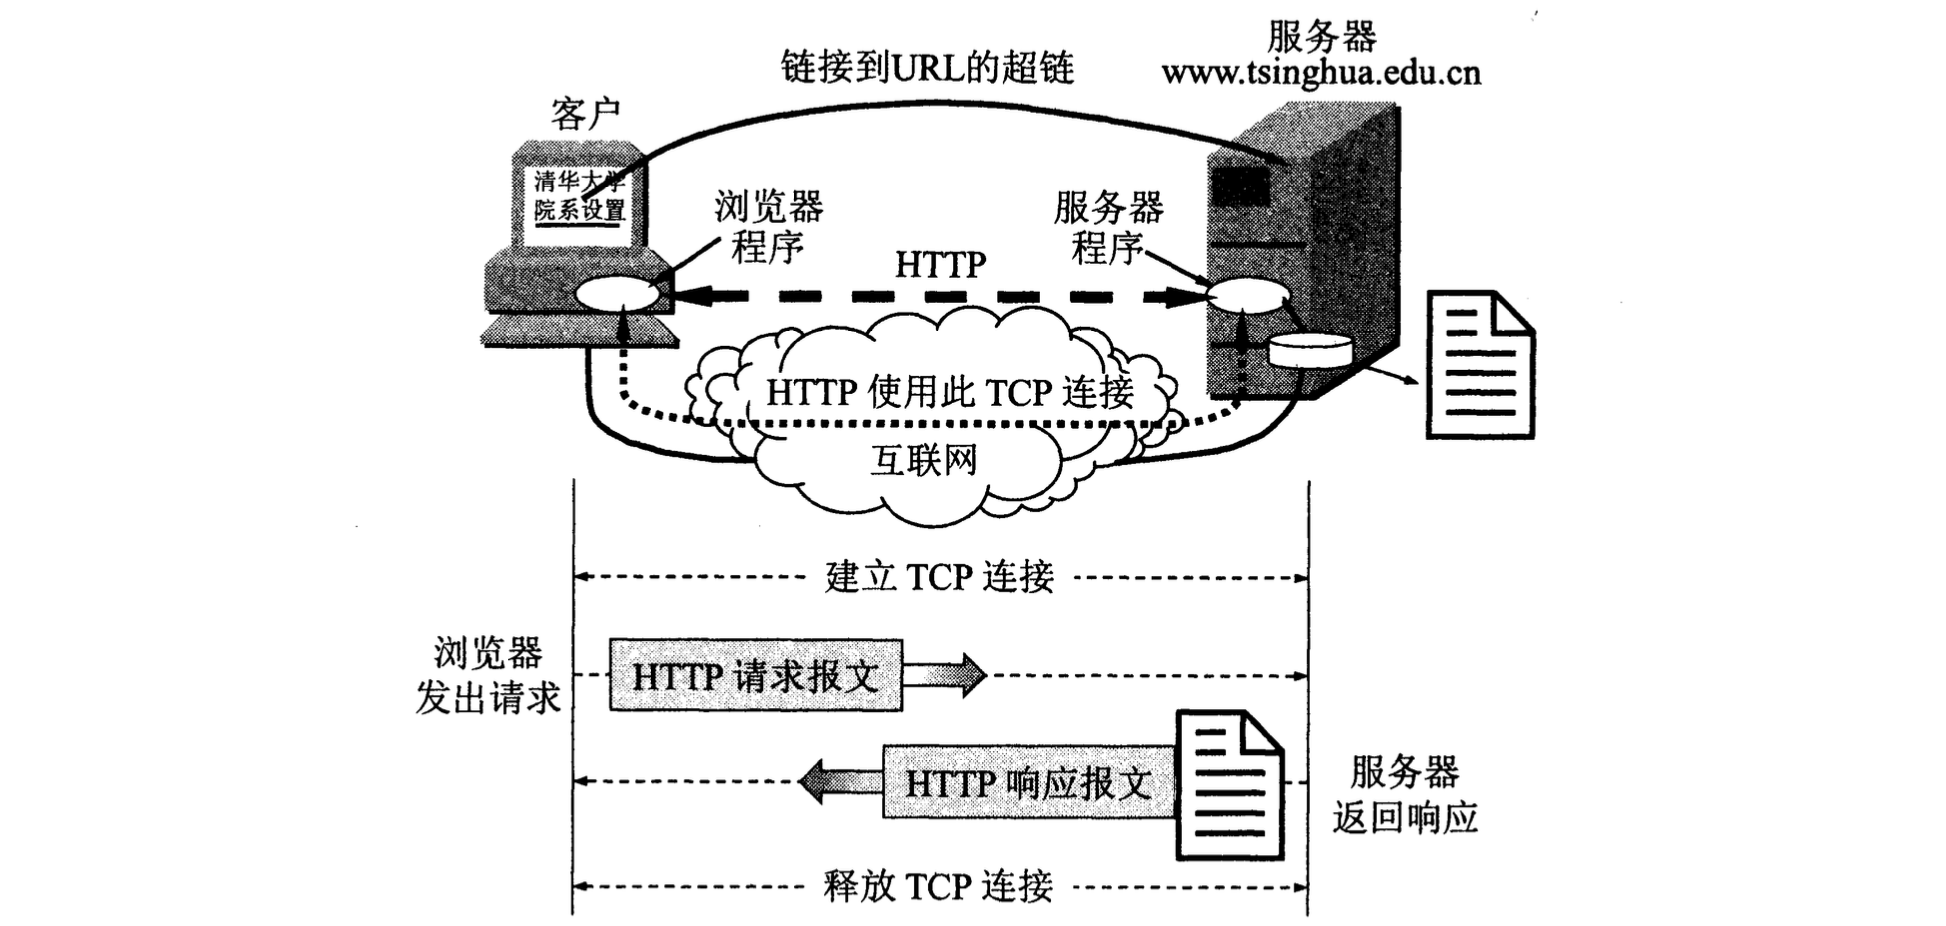 服务器
www.tsinghua.edu.cn
链接到URL的超链
客户
清华大学
院系设置
浏览器
程序
服务器
程序
HTTP
HTTP 使用此 TCP 连接
互联网
建立 TCP 连接
浏览器
发出请求
HTTP 请求报文
HTTP 响应报文
服务器
返回响应
释放 TCP 连接